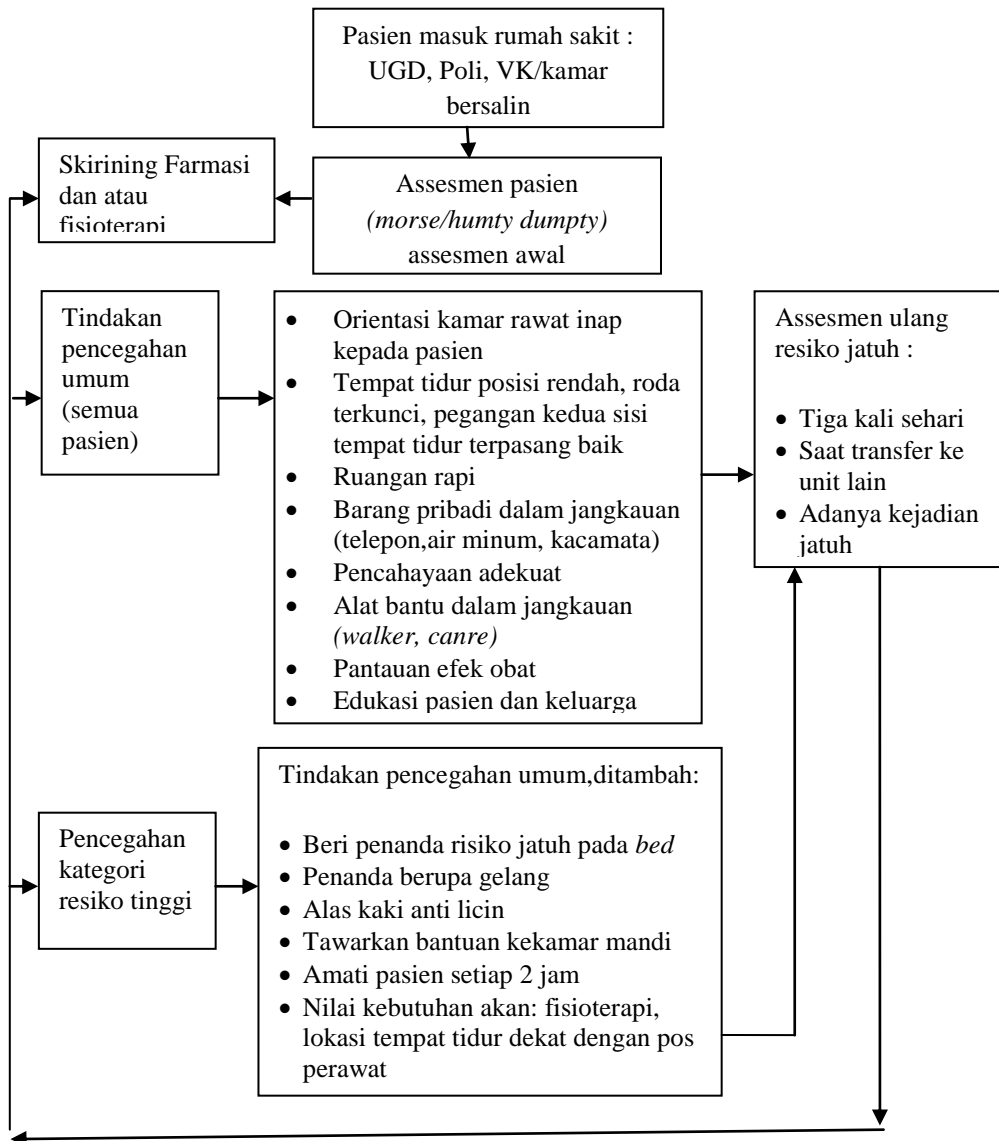 Pasien masuk rumah sakit :
UGD, Poli, VK/kamar
bersalin
Skirining Farmasi
dan atau
fisioterapi
Assesmen pasien
(morse/humty dumpty)
assesmen awal
Tindakan
pencegahan
umum
(semua
pasien)
• Orientasi kamar rawat inap
kepada pasien
• Tempat tidur posisi rendah, roda
terkunci, pegangan kedua sisi
tempat tidur terpasang baik
• Ruangan rapi
• Barang pribadi dalam jangkauan
(telepon,air minum, kacamata)
• Pencahayaan adekuat
• Alat bantu dalam jangkauan
(walker, canre)
• Pantauan efek obat
• Edukasi pasien dan keluarga
Assesmen ulang
resiko jatuh :
• Tiga kali sehari
• Saat transfer ke
unit lain
• Adanya kejadian
jatuh
Pencegahan
kategori
resiko tinggi
Tindakan pencegahan umum,ditambah:
• Beri penanda risiko jatuh pada bed
• Penanda berupa gelang
• Alas kaki anti licin
• Tawarkan bantuan kekamar mandi
• Amati pasien setiap 2 jam
• Nilai kebutuhan akan: fisioterapi,
lokasi tempat tidur dekat dengan pos
perawat